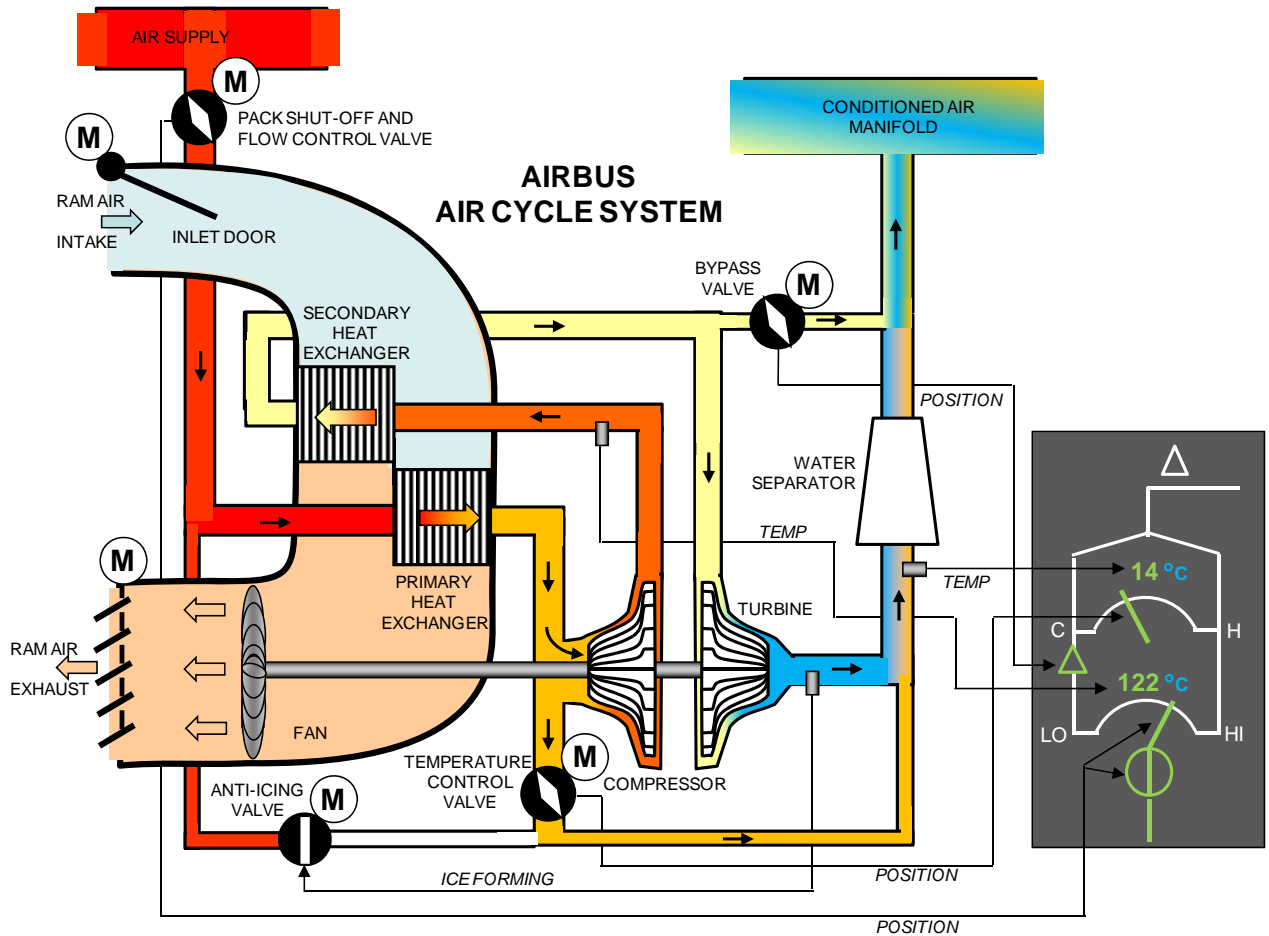 AIR SUPPLY
M
PACK SHUT-OFF AND
FLOW CONTROL VALVE
M
CONDITIONED AIR
MANIFOLD
AIRBUS
AIR CYCLE SYSTEM
RAM AIR
INTAKE
INLET DOOR
BYPASS
VALVE
M
SECONDARY
HEAT
EXCHANGER
POSITION
WATER
SEPARATOR
TEMP
M
PRIMARY
HEAT
EXCHANGER
TURBINE
TEMP
14 °C
C
H
RAM AIR
EXHAUST
FAN
122 °C
LO
HI
TEMPERATURE
CONTROL
VALVE
M
COMPRESSOR
ANTI-ICING
VALVE
M
ICE FORMING
POSITION
POSITION